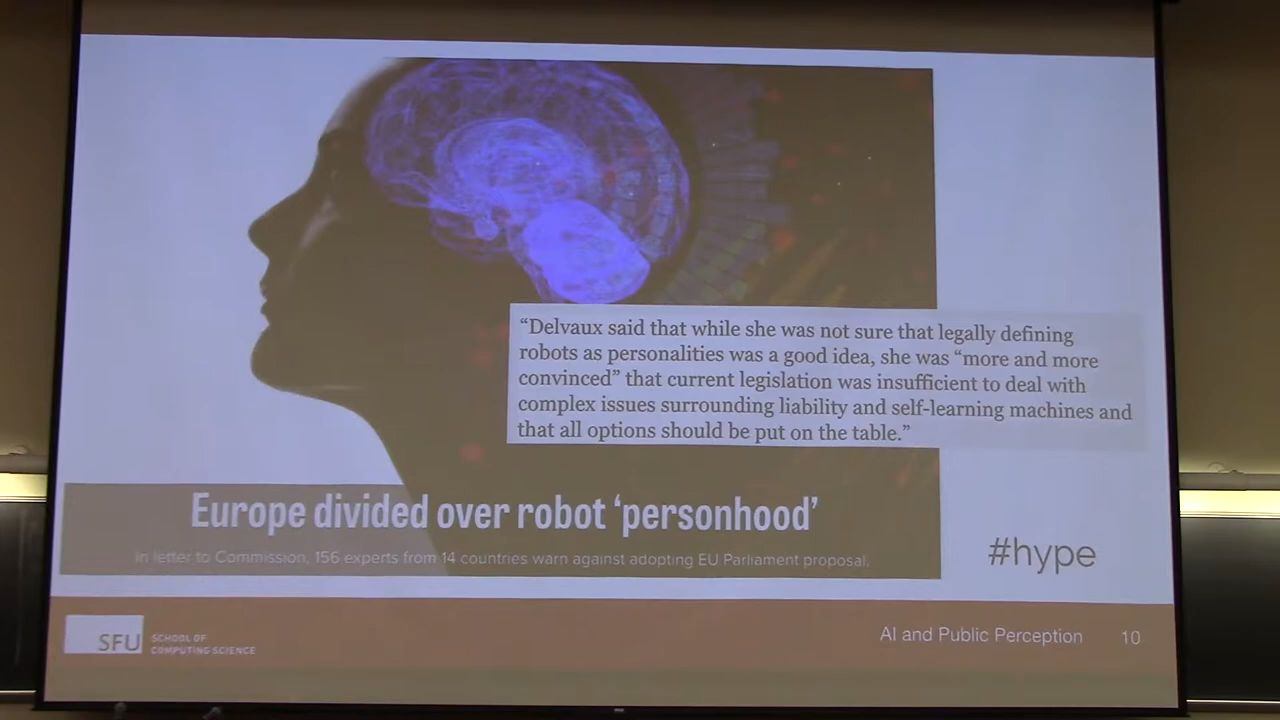 “Delvaux said that while she was not sure that legally defining
robots as personalities was a good idea, she was “more and more
convinced” that current legislation was insufficient to deal with
complex issues surrounding liability and self-learning machines and
that all options should be put on the table.”
Europe divided over robot ‘personhood’
In letter to Commission, 156 experts from 14 countries warn against adopting EU Parliament proposal.
#hype
SFU
SCHOOL OF
COMPUTING SCIENCE
AI and Public Perception 10